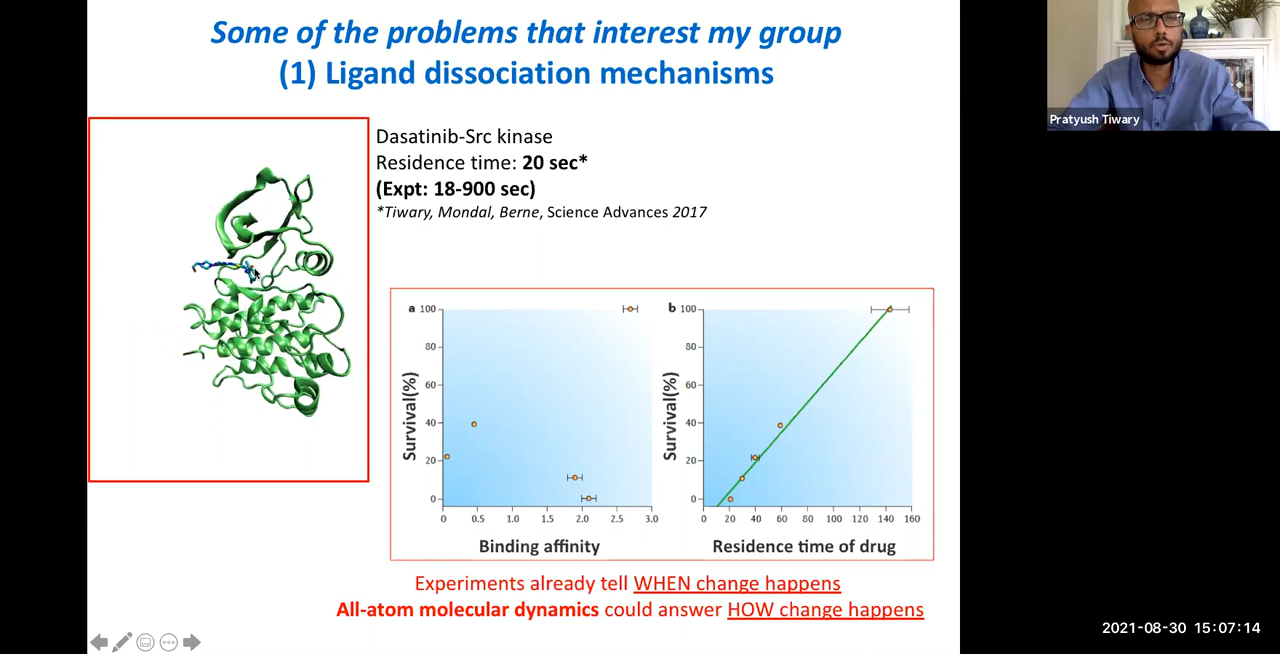 Some of the problems that interest my group
(1) Ligand dissociation mechanisms
Pratyush Tiwary
Dasatinib-Src kinase
Residence time: 20 sec*
(Expt: 18-900 sec)
*Tiwary, Mondal, Berne, Science Advances 2017
a
100
80
60
40
20
0
Survival(%)
0 0.5 1.0 1.5 2.0 2.5 3.0
Binding affinity
b
100
80
60
40
20
0
Survival(%)
0 20 40 60 80 100 120 140 160
Residence time of drug
Experiments already tell WHEN change happens
All-atom molecular dynamics could answer HOW change happens
2021-08-30 15:07:14